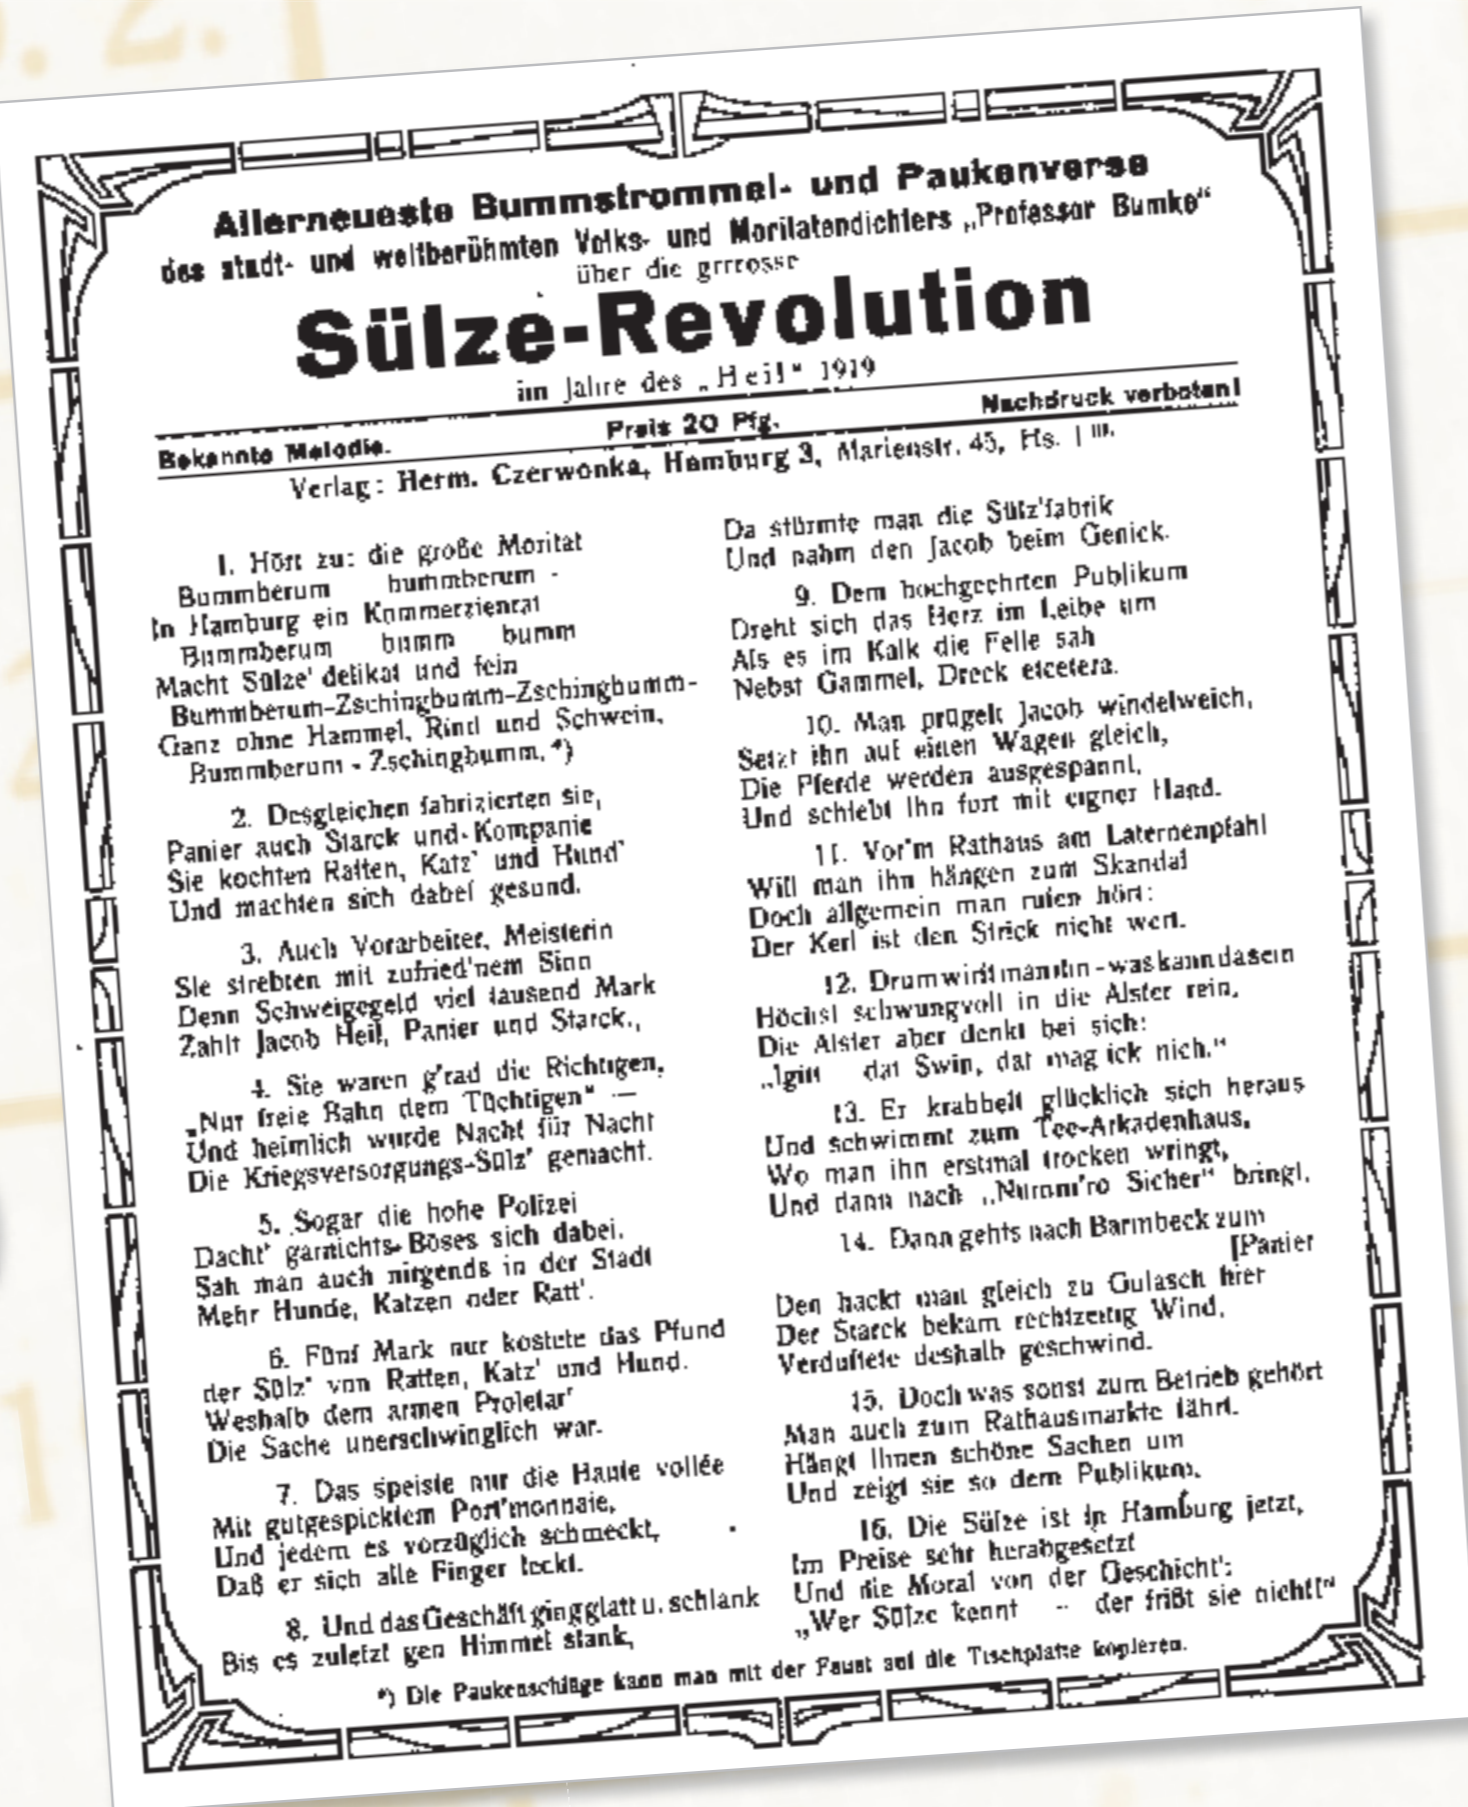 Allerneueste Bummstrommel- und Paukenverse
des stadt- und weltberühmten Volks- und Moritatendichters „Professor Bumke“
über die grrrosse
Sülze-Revolution
im Jahre des „Heil“ 1919
Bekannte Melodie. Preis 20 Pfg. Nachdruck verboten!
Verlag: Herm. Czerwonka, Hamburg 3, Marienstr. 45, Hs. I III.
1. Hört zu: die große Moritat
Bummberum bummberum -
In Hamburg ein Kommerzienrat
Bummberum bumm bumm
Macht Sülze' delikat und fein
Bummberum-Zschingbumm-Zschingbumm-
Ganz ohne Hammel, Rind und Schwein,
Bummberum - Zschingbumm. *)
2. Desgleichen fabrizierten sie,
Panier auch Starck und Kompanie
Sie kochten Ratten, Katz' und Hund'
Und machten sich dabei gesund.
3. Auch Vorarbeiter, Meisterin
Sie strebten mit zufried'nem Sinn
Denn Schweigegeld viel tausend Mark
Zahlt Jacob Heil, Panier und Starck.,
4. Sie waren g'rad die Richtigen,
„Nur freie Bahn dem Tüchtigen“ —
Und heimlich wurde Nacht für Nacht
Die Kriegsversorgungs-Sülz' gemacht.
5. Sogar die hohe Polizei
Dacht' garnichts Böses sich dabei.
Sah man auch nirgends in der Stadt
Mehr Hunde, Katzen oder Ratt'.
6. Fünf Mark nur kostete das Pfund
der Sülz' von Ratten, Katz' und Hund.
Weshalb dem armen Proletar'
Die Sache unerschwinglich war.
7. Das speiste nur die Haute vollée
Mit gutgespicktem Port'monnaie,
Und jedem es vorzüglich schmeckt,
Daß er sich alle Finger leckt.
8. Und das Geschäft ging glatt u. schlank
Bis es zuletzt gen Himmel stank,
Da stürmte man die Sülz'fabrik
Und nahm den Jacob beim Genick.
9. Dem hochgeehrten Publikum
Dreht sich das Herz im Leibe um
Als es im Kalk die Felle sah
Nebst Gammel, Dreck etcetera.
10. Man prügelt Jacob windelweich,
Setzt ihn auf einen Wagen gleich,
Die Pferde werden ausgespannt,
Und schiebt ihn fort mit eigner Hand.
11. Vor'm Rathaus am Laternenpfahl
Will man ihn hängen zum Skandal
Doch allgemein man rufen hört:
Der Kerl ist den Strick nicht wert.
12. Drum wirft man ihn - was kann da sein
Höchst schwungvoll in die Alster rein.
Die Alster aber denkt bei sich:
„Igitt dat Swin, dat mag ick nich.“
13. Er krabbelt glücklich sich heraus
Und schwimmt zum Tee-Arkadenhaus,
Wo man ihn erstmal trocken wringt,
Und dann nach „Numm'ro Sicher“ bringt.
14. Dann gehts nach Barmbeck zum
[Panier
Den hackt man gleich zu Gulasch hier
Der Starck bekam rechtzeitig Wind,
Verduftete deshalb geschwind.
15. Doch was sonst zum Betrieb gehört
Man auch zum Rathausmarkte fährt.
Hängt Ihnen schöne Sachen um
Und zeigt sie so dem Publikum.
16. Die Sülze ist in Hamburg jetzt,
Im Preise sehr herabgesetzt
Und die Moral von der Geschicht':
„Wer Sülze kennt - der frißt sie nicht!“
*) Die Paukenschläge kann man mit der Faust auf die Tischplatte kopieren.